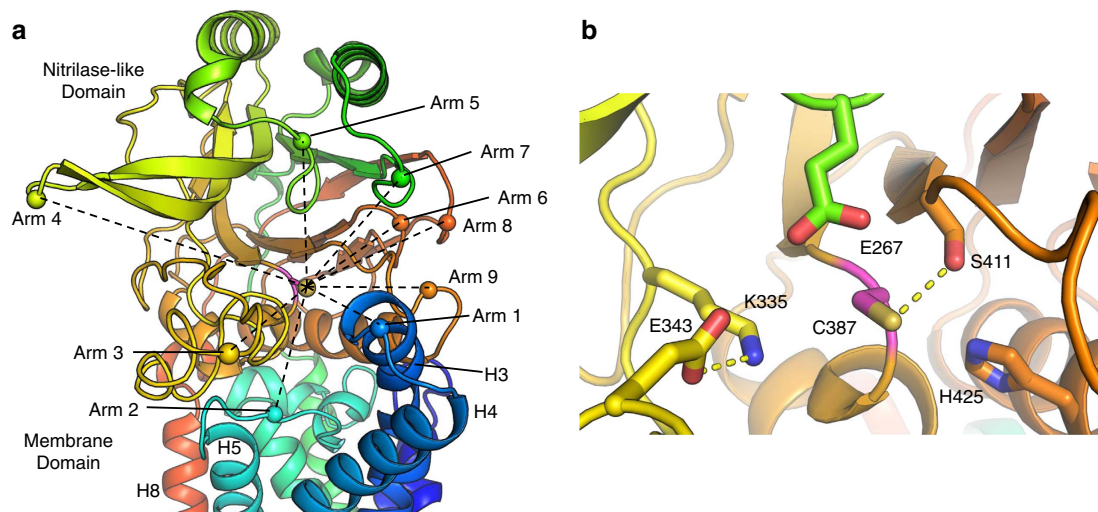 a
Nitrilase-like
Domain
Arm 5
Arm 7
Arm 6
Arm 4
Arm 8
Arm 9
Arm 1
Arm 3
H3
Arm 2
H4
Membrane
Domain
H5
H8
b
E267
S411
K335
E343
C387
H425